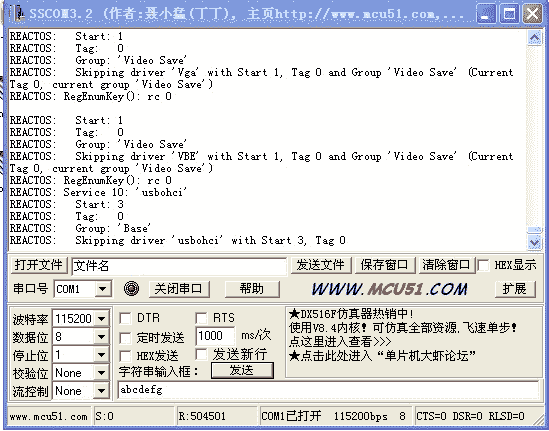 SSCOM3.2 (作者:聂小猛(丁丁), 主页http://www.mcu51.com,...
REACTOS:   Start: 1
REACTOS:   Tag:   0
REACTOS:   Group: 'Video Save'
REACTOS:   Skipping driver 'Vga' with Start 1, Tag 0 and Group 'Video Save' (Current
Tag 0, current group 'Video Save')
REACTOS: RegEnumKey(): rc 0
REACTOS:   Start: 1
REACTOS:   Tag:   0
REACTOS:   Group: 'Video Save'
REACTOS:   Skipping driver 'VBE' with Start 1, Tag 0 and Group 'Video Save' (Current
Tag 0, current group 'Video Save')
REACTOS: RegEnumKey(): rc 0
REACTOS: Service 10: 'usbohci'
REACTOS:   Start: 3
REACTOS:   Tag:   0
REACTOS:   Group: 'Base'
REACTOS:   Skipping driver 'usbohci' with Start 3, Tag 0
打开文件 文件名 发送文件 保存窗口 清除窗口 HEX显示
串口号 COM1 关闭串口 帮助 WWW.MCU51.COM 扩展
波特率 115200 DTR RTS
数据位 8 定时发送 1000 ms/次
停止位 1 HEX发送 发送新行
校验位 None 字符串输入框: 发送
流控制 None abcdefg
★DX516F仿真器热销中!
使用V8.4内核! 可仿真全部资源,飞速单步!
点这里进入查看>>>
★点击此处进入“单片机大虾论坛”
www.mcu51.com S:0 R:504501 COM1已打开 115200bps 8 CTS=0 DSR=0 RLSD=0